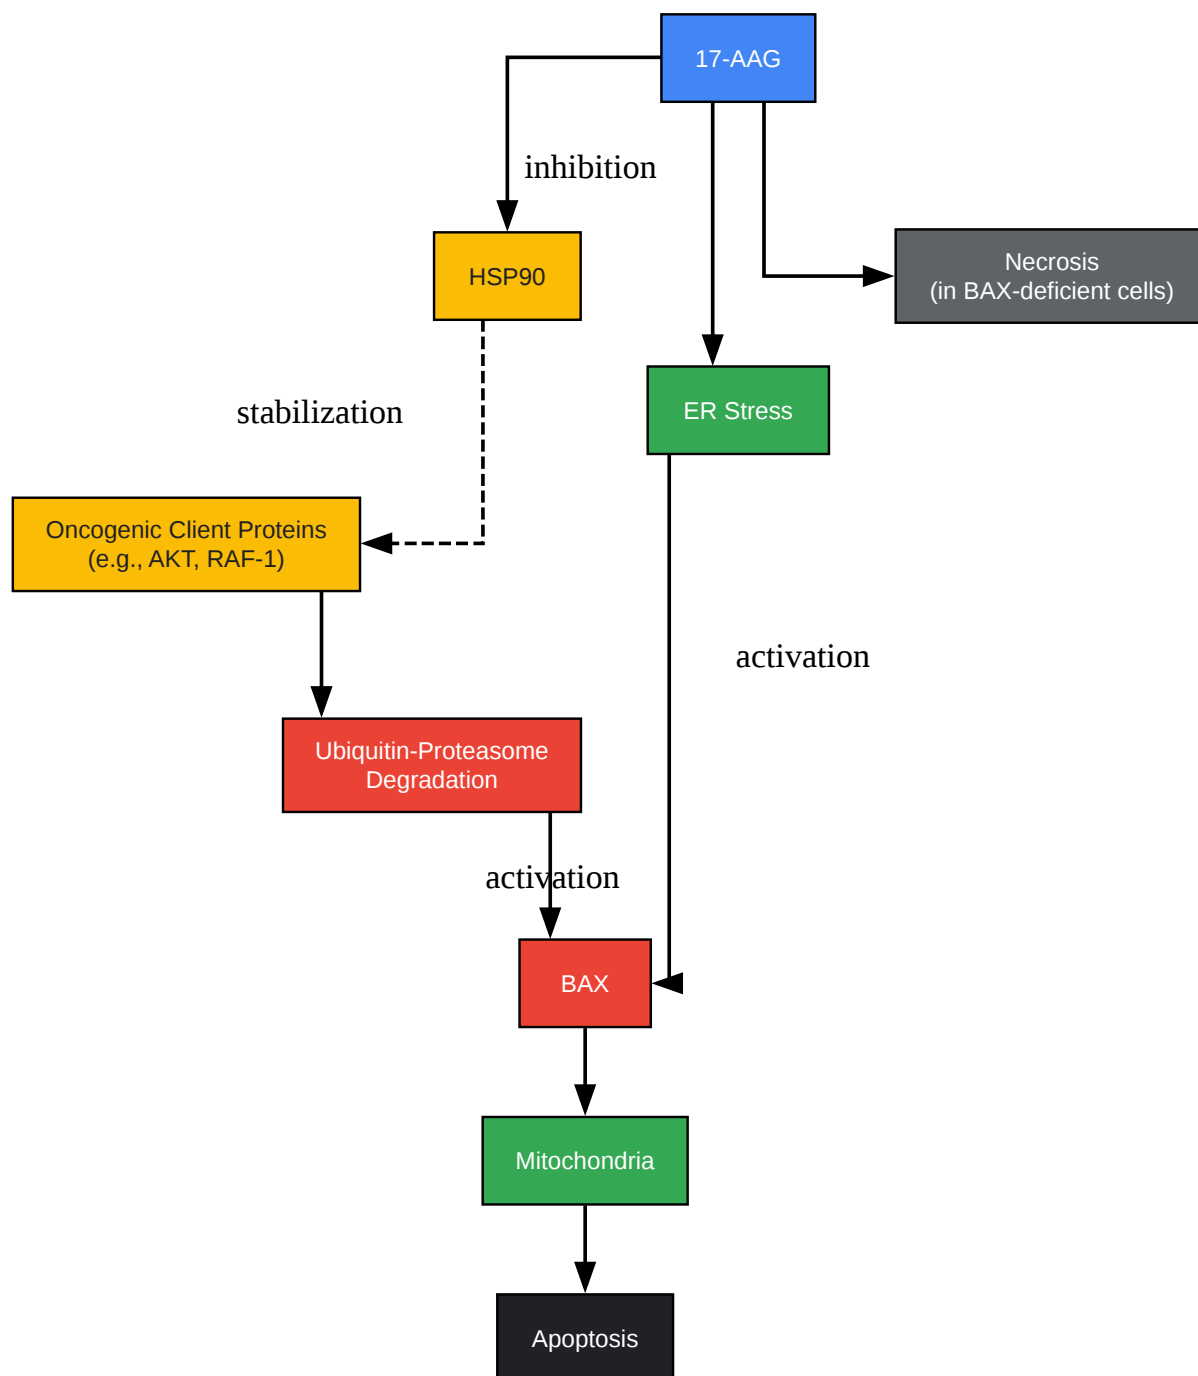 17-AAG
inhibition
HSP90
Necrosis
(in BAX-deficient cells)
stabilization
ER Stress
Oncogenic Client Proteins
(e.g., AKT, RAF-1)
activation
Ubiquitin-Proteasome
Degradation
activation
BAX
Mitochondria
Apoptosis